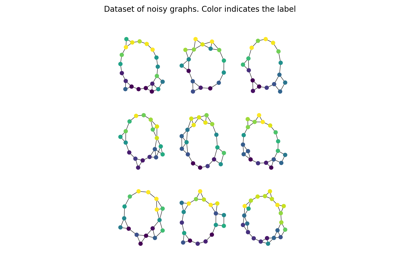 Dataset of noisy graphs. Color indicates the label